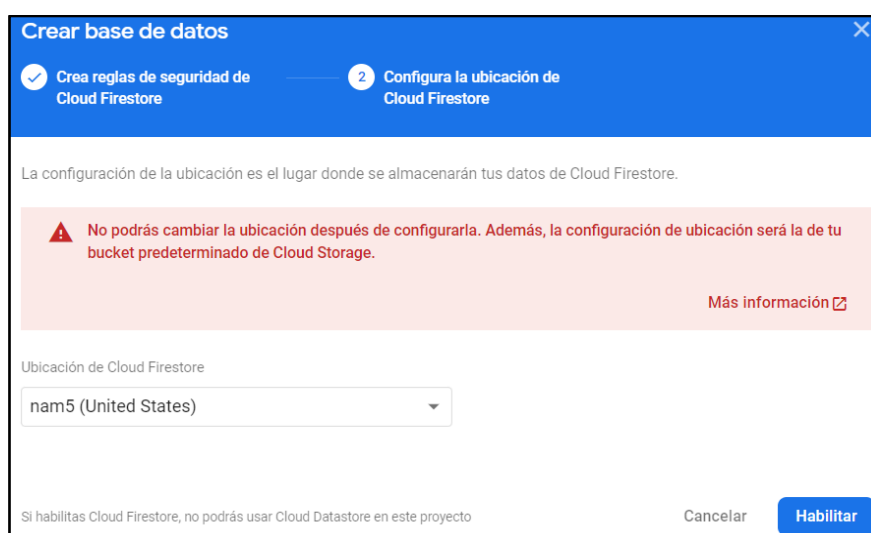 Crear base de datos
Crea reglas de seguridad de
Cloud Firestore
2
Configura la ubicación de
Cloud Firestore
La configuración de la ubicación es el lugar donde se almacenarán tus datos de Cloud Firestore.
No podrás cambiar la ubicación después de configurarla. Además, la configuración de ubicación será la de tu
bucket predeterminado de Cloud Storage.
Más información
Ubicación de Cloud Firestore
nam5 (United States)
Si habilitas Cloud Firestore, no podrás usar Cloud Datastore en este proyecto
Cancelar
Habilitar